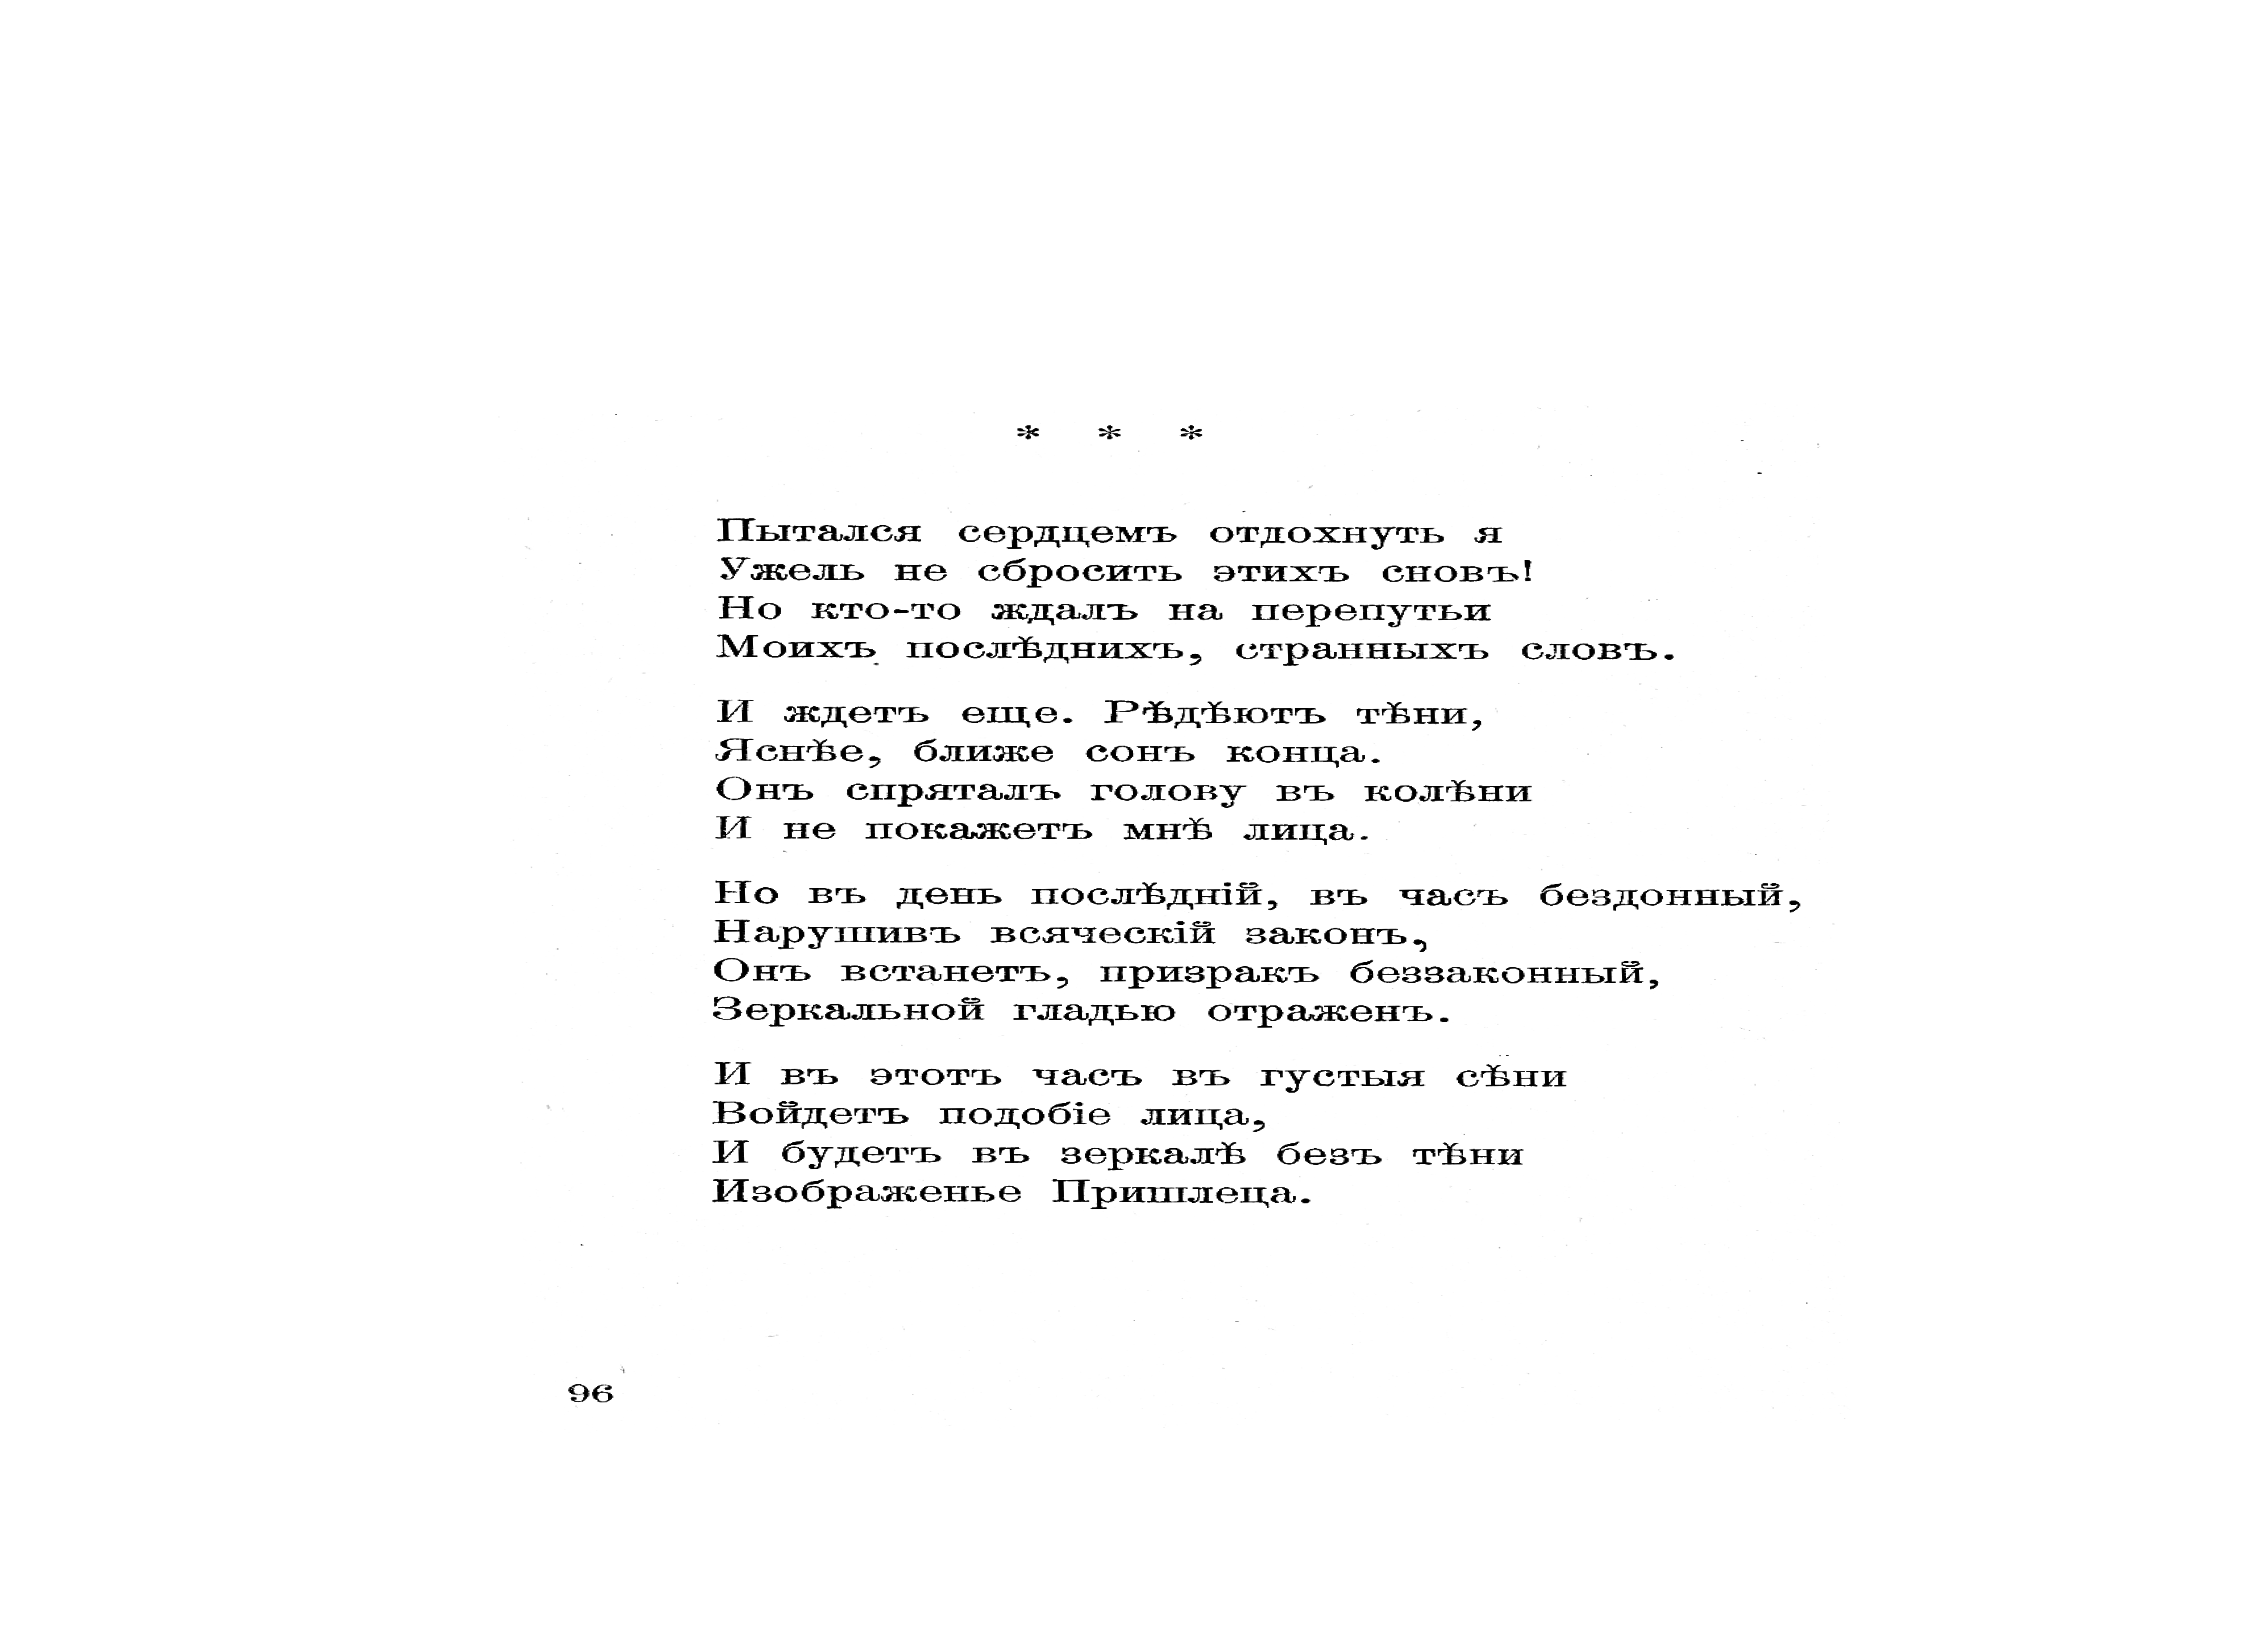 * * *
Пытался сердцемъ отдохнуть я
Ужель не сбросить этихъ сновъ!
Но кто-то ждалъ на перепутьи
Моихъ послѣднихъ, странныхъ словъ.
И ждетъ еще. Рѣдѣютъ тѣни,
Яснѣе, ближе сонъ конца.
Онъ спряталъ голову въ колѣни
И не покажетъ мнѣ лица.
Но въ день послѣдній, въ часъ бездонный,
Нарушивъ всяческій законъ,
Онъ встанетъ, призракъ беззаконный,
Зеркальной гладью отраженъ.
И въ этотъ часъ въ густыя сѣни
Войдетъ подобіе лица,
И будетъ въ зеркалѣ безъ тѣни
Изображенье Пришлеца.
96